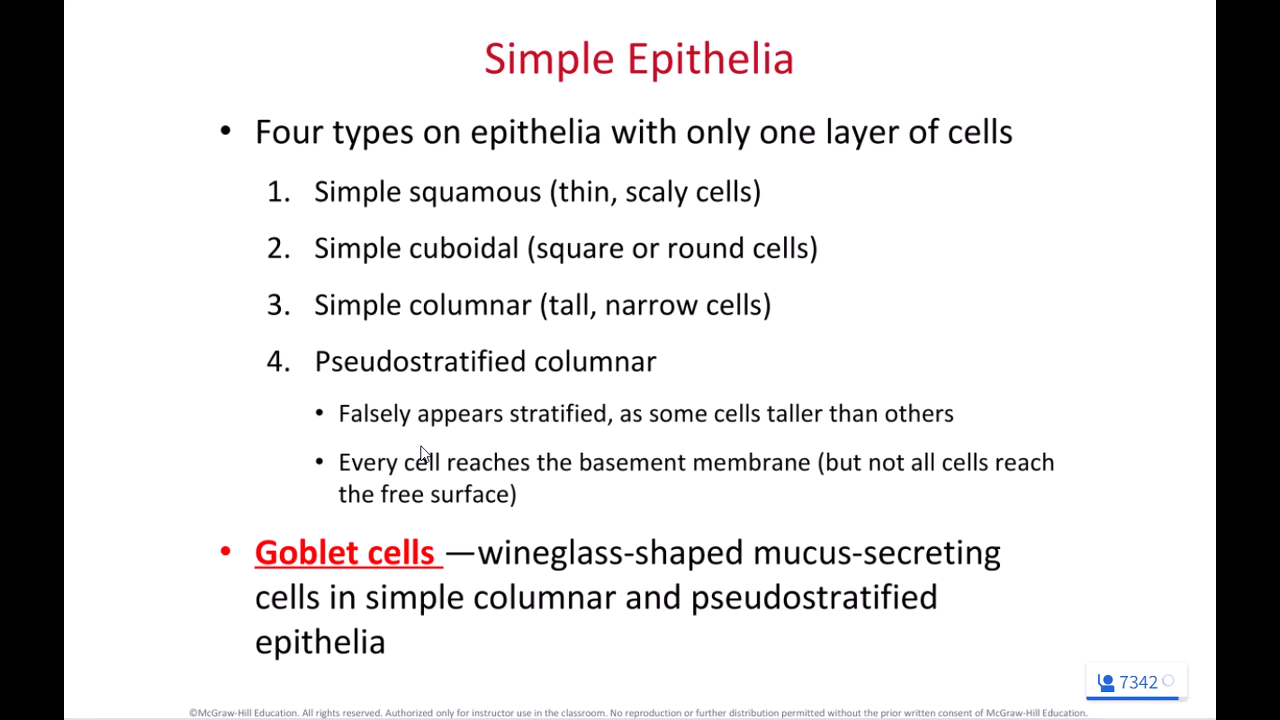 Simple Epithelia
• Four types on epithelia with only one layer of cells
1. Simple squamous (thin, scaly cells)
2. Simple cuboidal (square or round cells)
3. Simple columnar (tall, narrow cells)
4. Pseudostratified columnar
• Falsely appears stratified, as some cells taller than others
• Every cell reaches the basement membrane (but not all cells reach
the free surface)
• Goblet cells —wineglass-shaped mucus-secreting
cells in simple columnar and pseudostratified
epithelia
7342
©McGraw-Hill Education. All rights reserved. Authorized only for instructor use in the classroom. No reproduction or further distribution permitted without the prior written consent of McGraw-Hill Education.